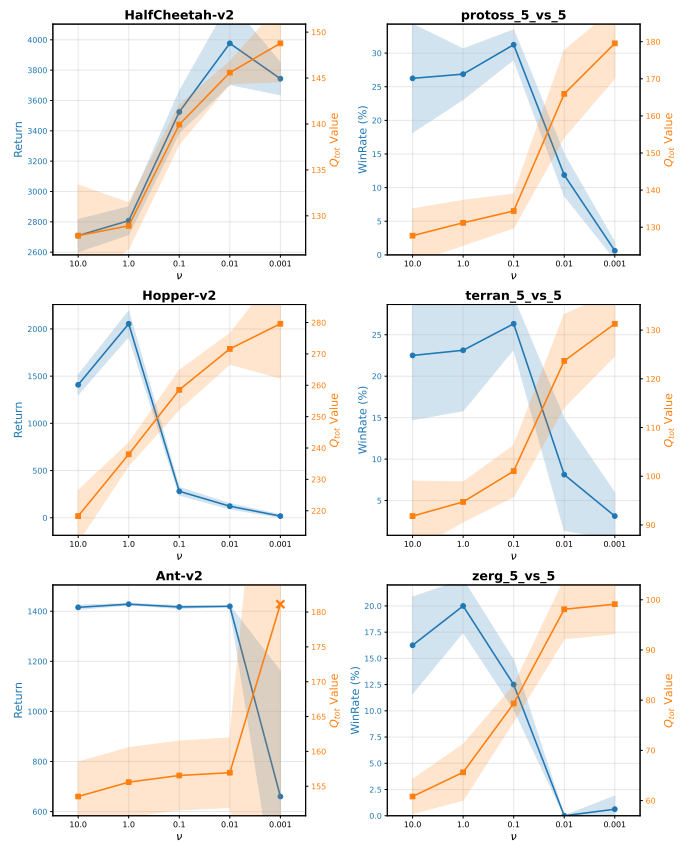 HalfCheetah-v2
4000
3800
3600
3400
3200
3000
2800
2600
Return
150
145
140
135
130
Q_tot Value
10.0 1.0 0.1 0.01 0.001
ν
protoss_5_vs_5
30
25
20
15
10
5
0
WinRate (%)
180
170
160
150
140
130
Q_tot Value
10.0 1.0 0.1 0.01 0.001
ν
Hopper-v2
2000
1500
1000
500
0
Return
280
270
260
250
240
230
220
Q_tot Value
10.0 1.0 0.1 0.01 0.001
ν
terran_5_vs_5
25
20
15
10
5
WinRate (%)
130
120
110
100
90
Q_tot Value
10.0 1.0 0.1 0.01 0.001
ν
Ant-v2
1400
1200
1000
800
600
Return
180
175
170
165
160
155
Q_tot Value
10.0 1.0 0.1 0.01 0.001
ν
zerg_5_vs_5
20.0
17.5
15.0
12.5
10.0
7.5
5.0
2.5
0.0
WinRate (%)
100
90
80
70
60
Q_tot Value
10.0 1.0 0.1 0.01 0.001
ν